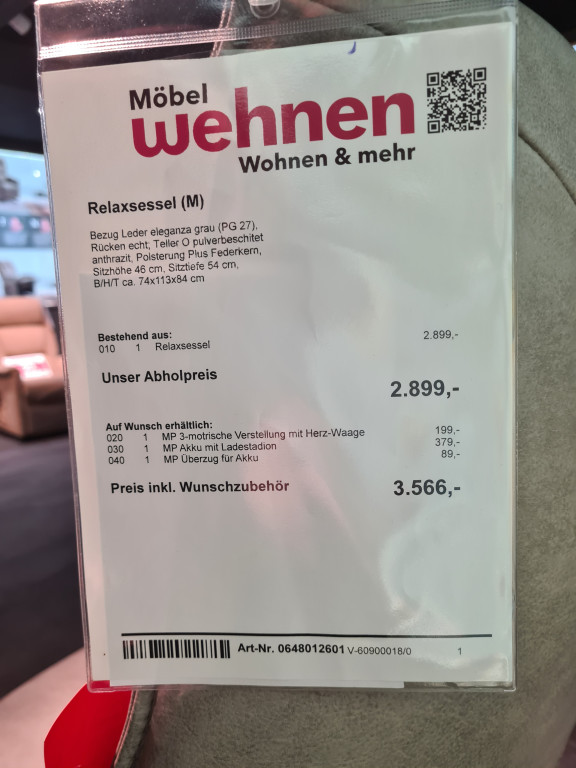 Möbel
wehnen
Wohnen & mehr
Relaxsessel (M)
Bezug Leder eleganza grau (PG 27),
Rücken echt, Teller O pulverbeschitet
anthrazit, Polsterung Plus Federkern,
Sitzhöhe 46 cm, Sitztiefe 54 cm,
B/H/T ca. 74x113x84 cm
Bestehend aus: 2.899,-
010 1 Relaxsessel
Unser Abholpreis 2.899,-
Auf Wunsch erhältlich:
020 1 MP 3-motrische Verstellung mit Herz-Waage 199,-
030 1 MP Akku mit Ladestadion 379,-
040 1 MP Überzug für Akku 89,-
Preis inkl. Wunschzubehör 3.566,-
Art-Nr. 0648012601 V-60900018/0 1